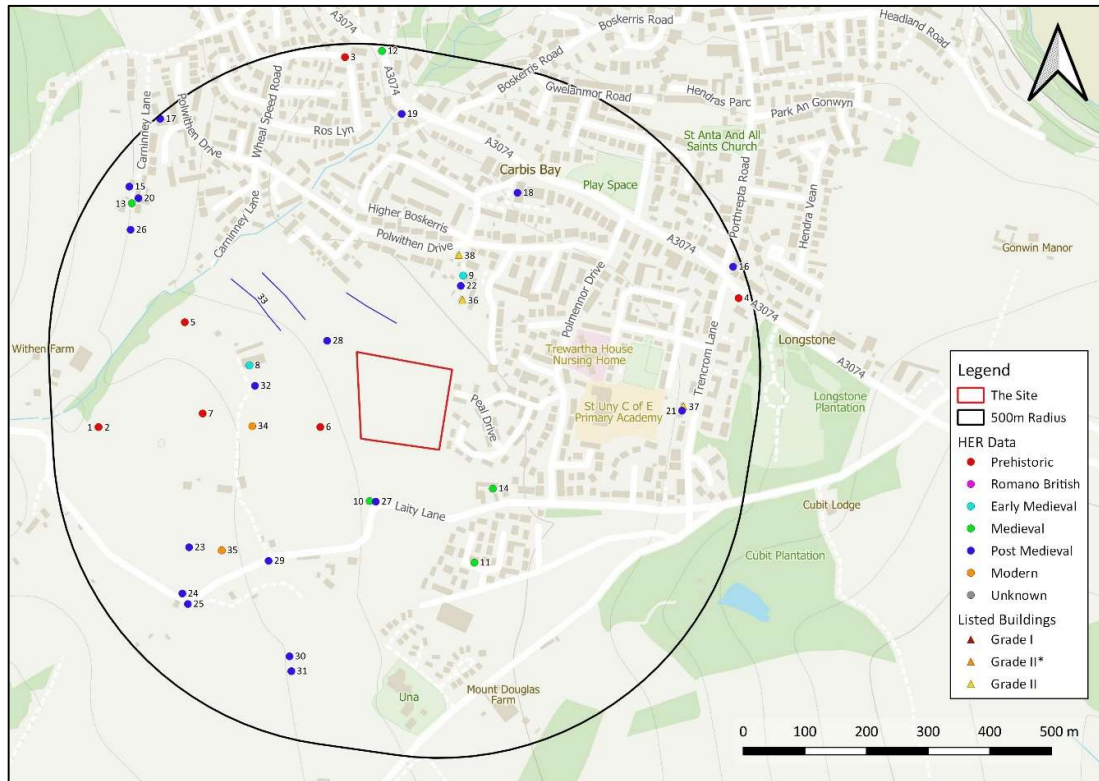 Boskerris Road
Headland Road
A3074
12
3
Carninney Lane
17
Polwithen Drive
Wheal Speed Road
Ros Lyn
A3074
19
Boskerris Road
Gwelanmor Road
Hendras Parc
Park An Gonwyn
St Anta And All
Saints Church
A3074
Carbis Bay
Play Space
15
20
13
26
18
Porthrepta Road
Hendra Vean
Carninney Lane
Higher Boskerris
Polwithen Drive
38
9
22
36
A3074
16
4
A3074
Gonwin Manor
33
5
28
Polmennor Drive
Trewartha House
Nursing Home
Trencrom Lane
Longstone
A3074
Withen Farm
8
32
7
34
6
1
2
Peal Drive
St Uny C of E
Primary Academy
37
21
Longstone
Plantation
10
27
14
Laity Lane
Cubit Lodge
23
35
29
11
Cubit Plantation
24
25
30
31
Una
Mount Douglas
Farm
Legend
The Site
500m Radius
HER Data
Prehistoric
Romano British
Early Medieval
Medieval
Post Medieval
Modern
Unknown
Listed Buildings
Grade I
Grade II*
Grade II
0 100 200 300 400 500 m